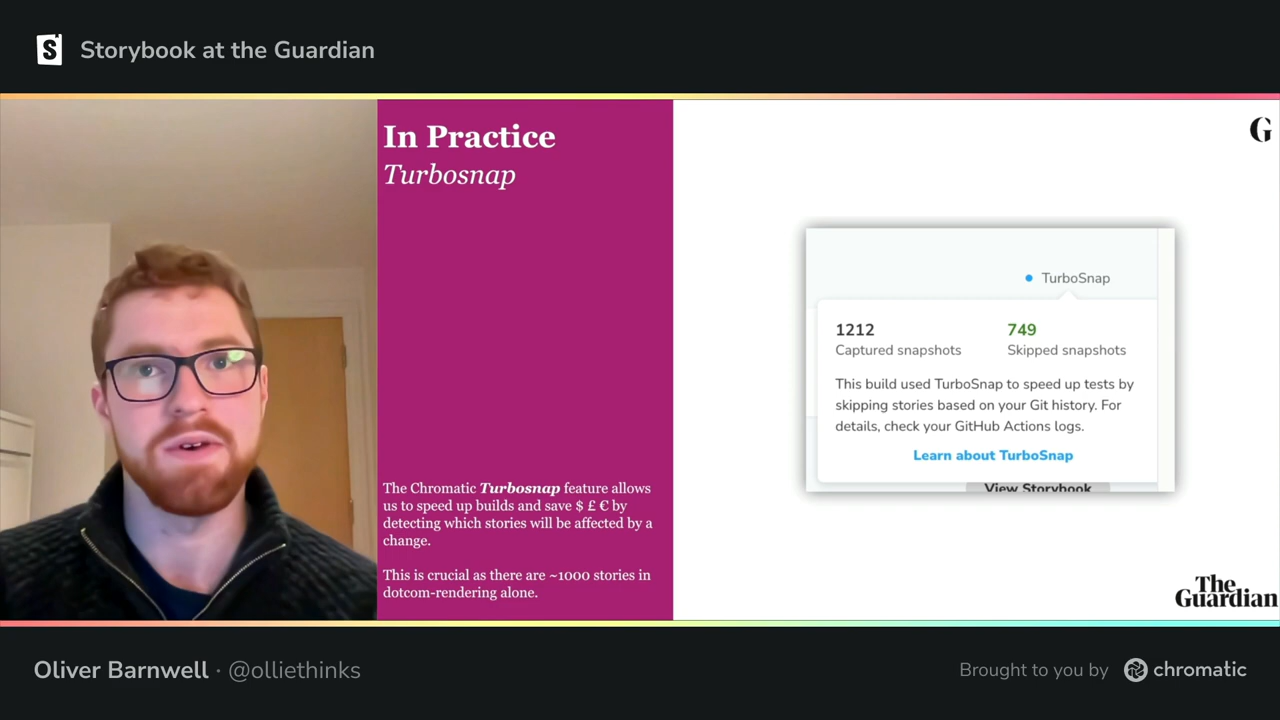 Storybook at the Guardian
In Practice
Turbosnap
The Chromatic Turbosnap feature allows
us to speed up builds and save $ £ € by
detecting which stories will be affected by a
change.
This is crucial as there are ~1000 stories in
dotcom-rendering alone.
G
TurboSnap
1212
Captured snapshots
749
Skipped snapshots
This build used TurboSnap to speed up tests by
skipping stories based on your Git history. For
details, check your GitHub Actions logs.
Learn about TurboSnap
View Storybook
The
Guardian
Oliver Barnwell · @olliethinks
Brought to you by chromatic